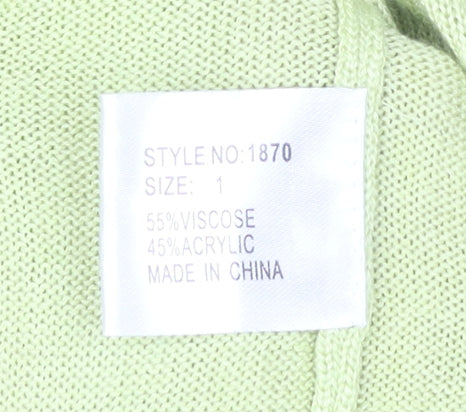 STYLE NO:1870
SIZE: 1
55%VISCOSE
45%ACRYLIC
MADE IN CHINA